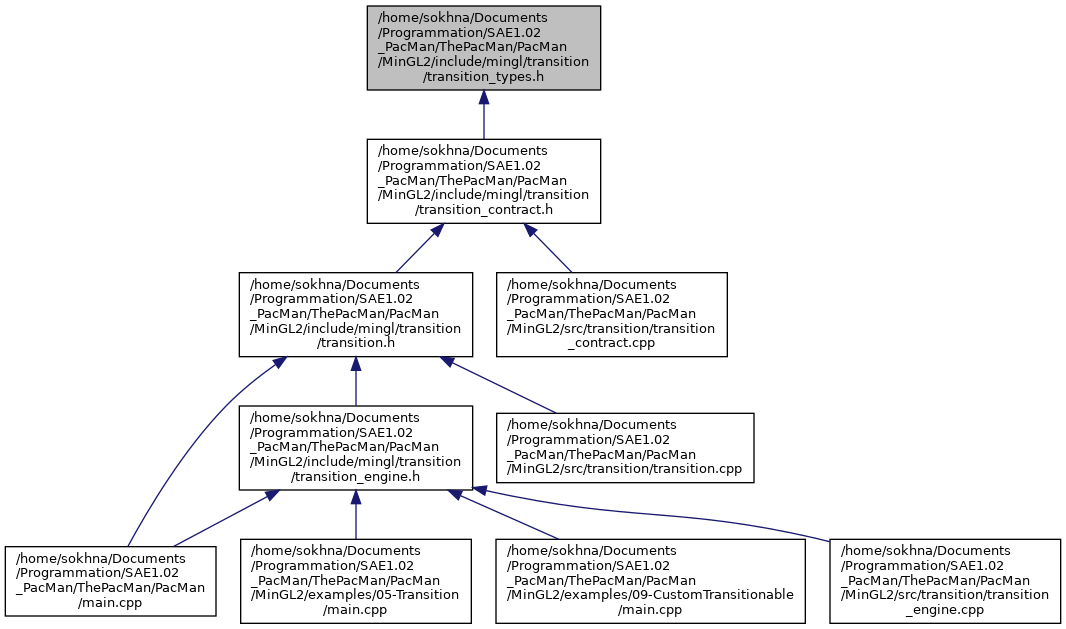 /home/sokhna/Documents
/Programmation/SAE1.02
_PacMan/ThePacMan/PacMan
/MinGL2/include/mingl/transition
/transition_types.h
/home/sokhna/Documents
/Programmation/SAE1.02
_PacMan/ThePacMan/PacMan
/MinGL2/include/mingl/transition
/transition_contract.h
/home/sokhna/Documents
/Programmation/SAE1.02
_PacMan/ThePacMan/PacMan
/MinGL2/include/mingl/transition
/transition.h
/home/sokhna/Documents
/Programmation/SAE1.02
_PacMan/ThePacMan/PacMan
/MinGL2/src/transition/transition
_contract.cpp
/home/sokhna/Documents
/Programmation/SAE1.02
_PacMan/ThePacMan/PacMan
/MinGL2/include/mingl/transition
/transition_engine.h
/home/sokhna/Documents
/Programmation/SAE1.02
_PacMan/ThePacMan/PacMan
/MinGL2/src/transition/transition.cpp
/home/sokhna/Documents
/Programmation/SAE1.02
_PacMan/ThePacMan/PacMan
/main.cpp
/home/sokhna/Documents
/Programmation/SAE1.02
_PacMan/ThePacMan/PacMan
/MinGL2/examples/05-Transition
/main.cpp
/home/sokhna/Documents
/Programmation/SAE1.02
_PacMan/ThePacMan/PacMan
/MinGL2/examples/09-CustomTransitionable
/main.cpp
/home/sokhna/Documents
/Programmation/SAE1.02
_PacMan/ThePacMan/PacMan
/MinGL2/src/transition/transition
_engine.cpp